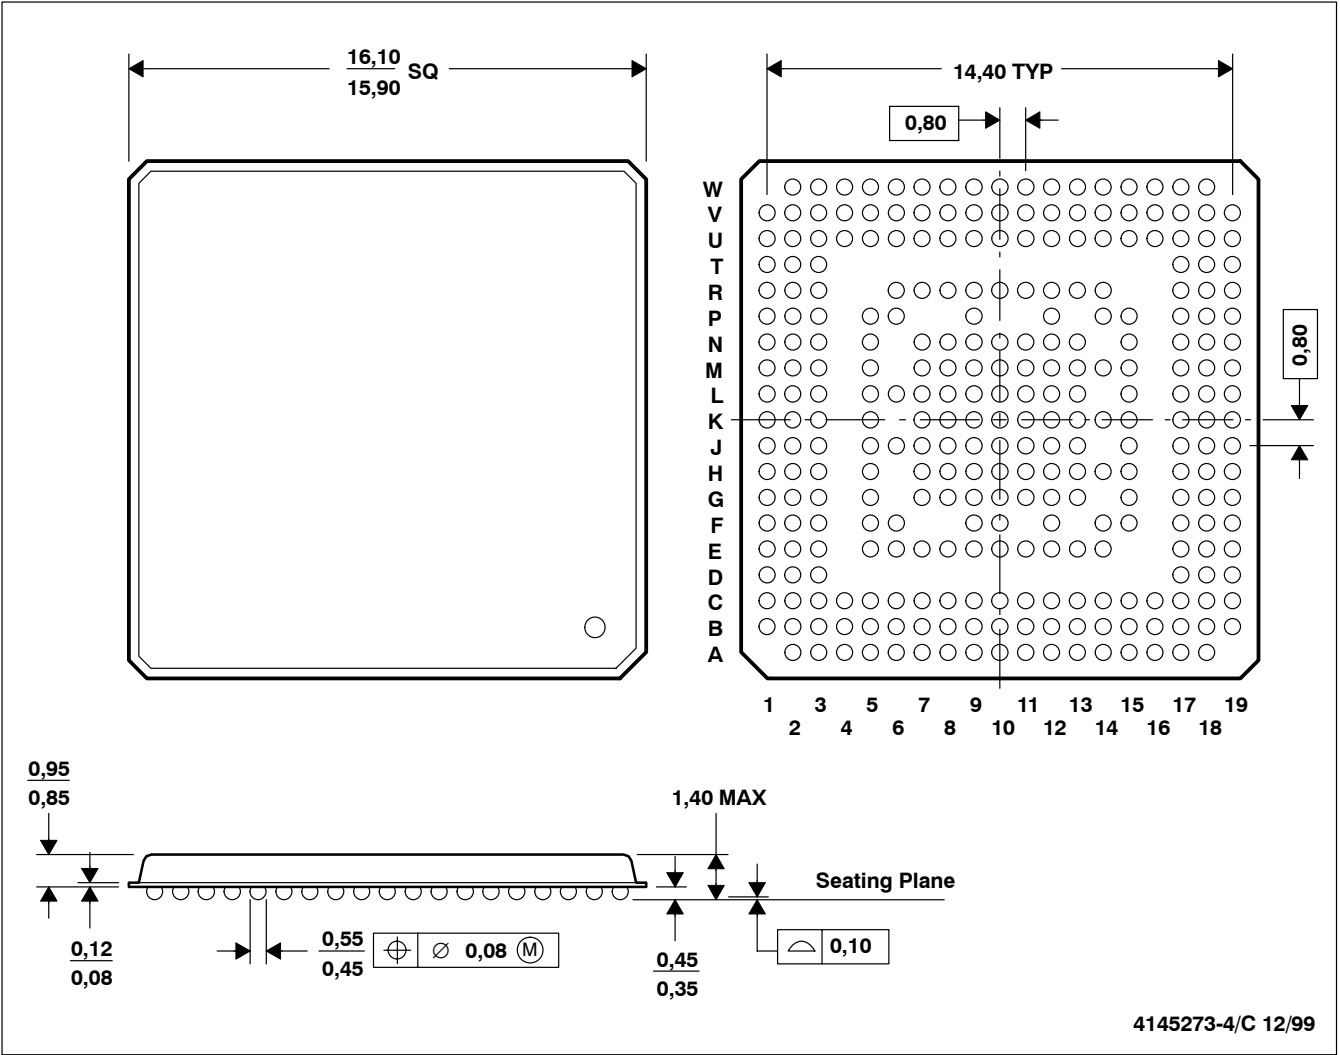 16,10
15,90
SQ
14,40 TYP
0,80
W
V
U
T
R
P
N
M
L
K
J
H
G
F
E
D
C
B
A
0,80
1 3 5 7 9 11 13 15 17 19
2 4 6 8 10 12 14 16 18
0,95
0,85
1,40 MAX
Seating Plane
0,12
0,08
0,55
0,45
⌀ 0,08 Ⓜ
0,45
0,35
0,10
4145273-4/C 12/99